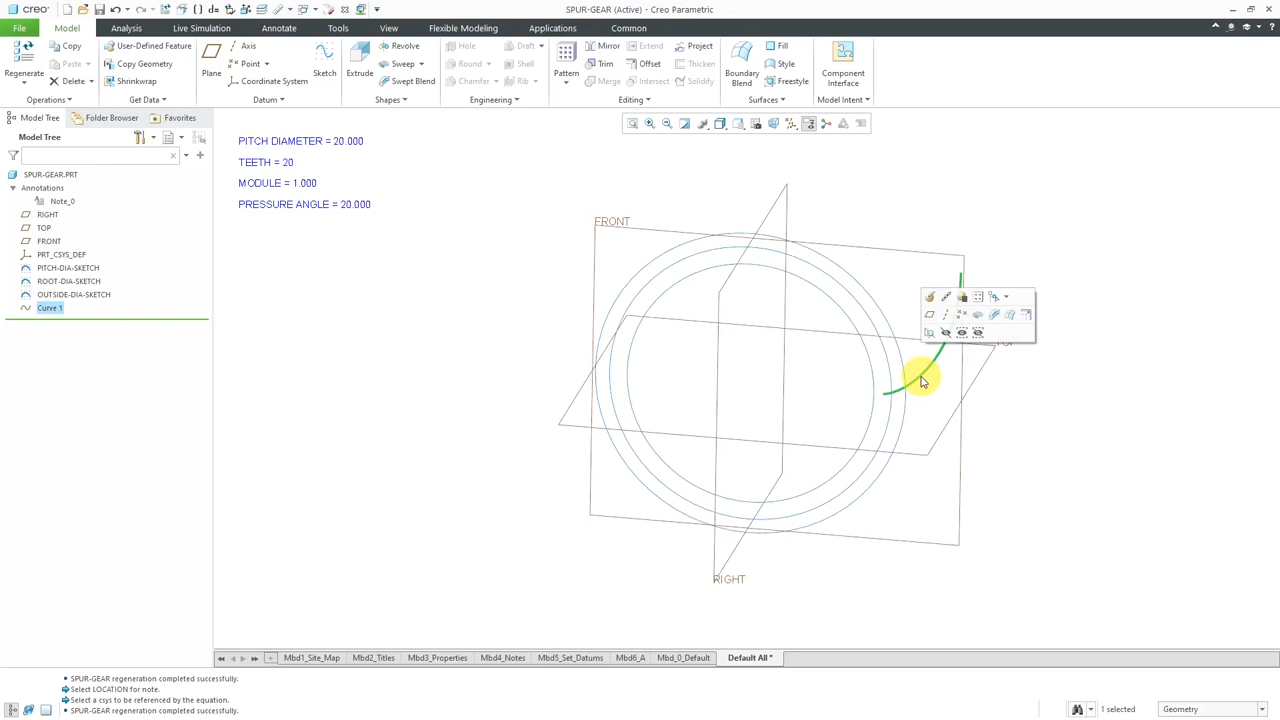 creo
SPUR-GEAR (Active) - Creo Parametric
File Model Analysis Live Simulation Annotate Tools View Flexible Modeling Applications Common
Regenerate
Copy
Paste
Delete
Operations
User-Defined Feature
Copy Geometry
Shrinkwrap
Get Data
Plane
Axis
Point
Coordinate System
Sketch
Datum
Extrude
Revolve
Sweep
Swept Blend
Shapes
Hole
Round
Chamfer
Draft
Shell
Rib
Engineering
Pattern
Mirror
Trim
Merge
Extend
Offset
Intersect
Project
Thicken
Solidify
Editing
Boundary
Blend
Fill
Style
Freestyle
Surfaces
Component
Interface
Model Intent
Model Tree Folder Browser Favorites
Model Tree
SPUR-GEAR.PRT
Annotations
Note_0
RIGHT
TOP
FRONT
PRT_CSYS_DEF
PITCH-DIA-SKETCH
ROOT-DIA-SKETCH
OUTSIDE-DIA-SKETCH
Curve 1
PITCH DIAMETER = 20.000
TEETH = 20
MODULE = 1.000
PRESSURE ANGLE = 20.000
FRONT
RIGHT
Mbd1_Site_Map Mbd2_Titles Mbd3_Properties Mbd4_Notes Mbd5_Set_Datums Mbd6_A Mbd_0_Default Default All *
SPUR-GEAR regeneration completed successfully.
Select LOCATION for note.
Select a csys to be referenced by the equation.
SPUR-GEAR regeneration completed successfully.
1 selected
Geometry